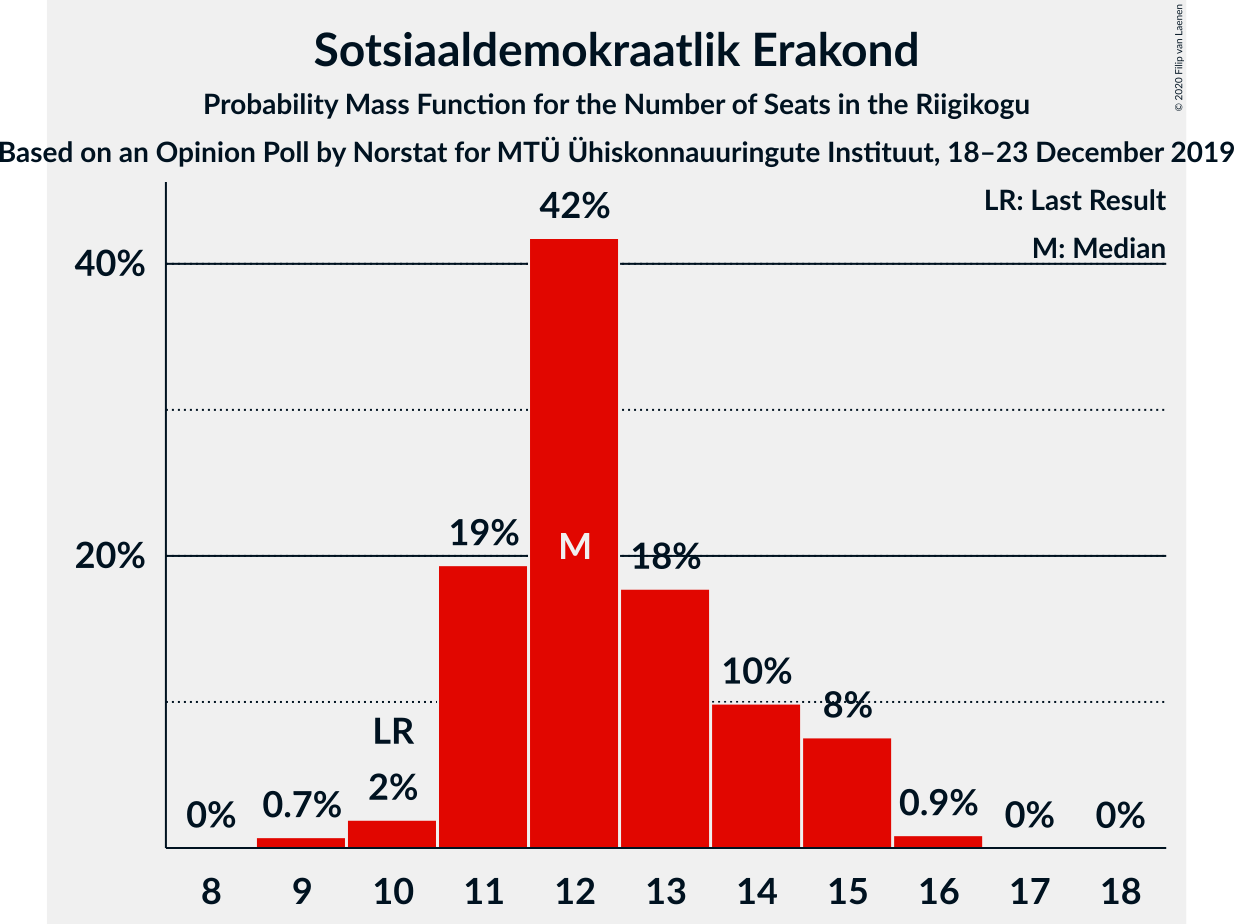 Sotsiaaldemokraatlik Erakond
Probability Mass Function for the Number of Seats in the Riigikogu
Based on an Opinion Poll by Norstat for MTÜ Ühiskonnauuringute Instituut, 18–23 December 2019
© 2020 Filip van Laenen
LR: Last Result
M: Median
42%
40%
19%
M
20%
18%
10%
8%
LR
2%
0%
0.7%
0.9%
0%
0%
8 9 10 11 12 13 14 15 16 17 18